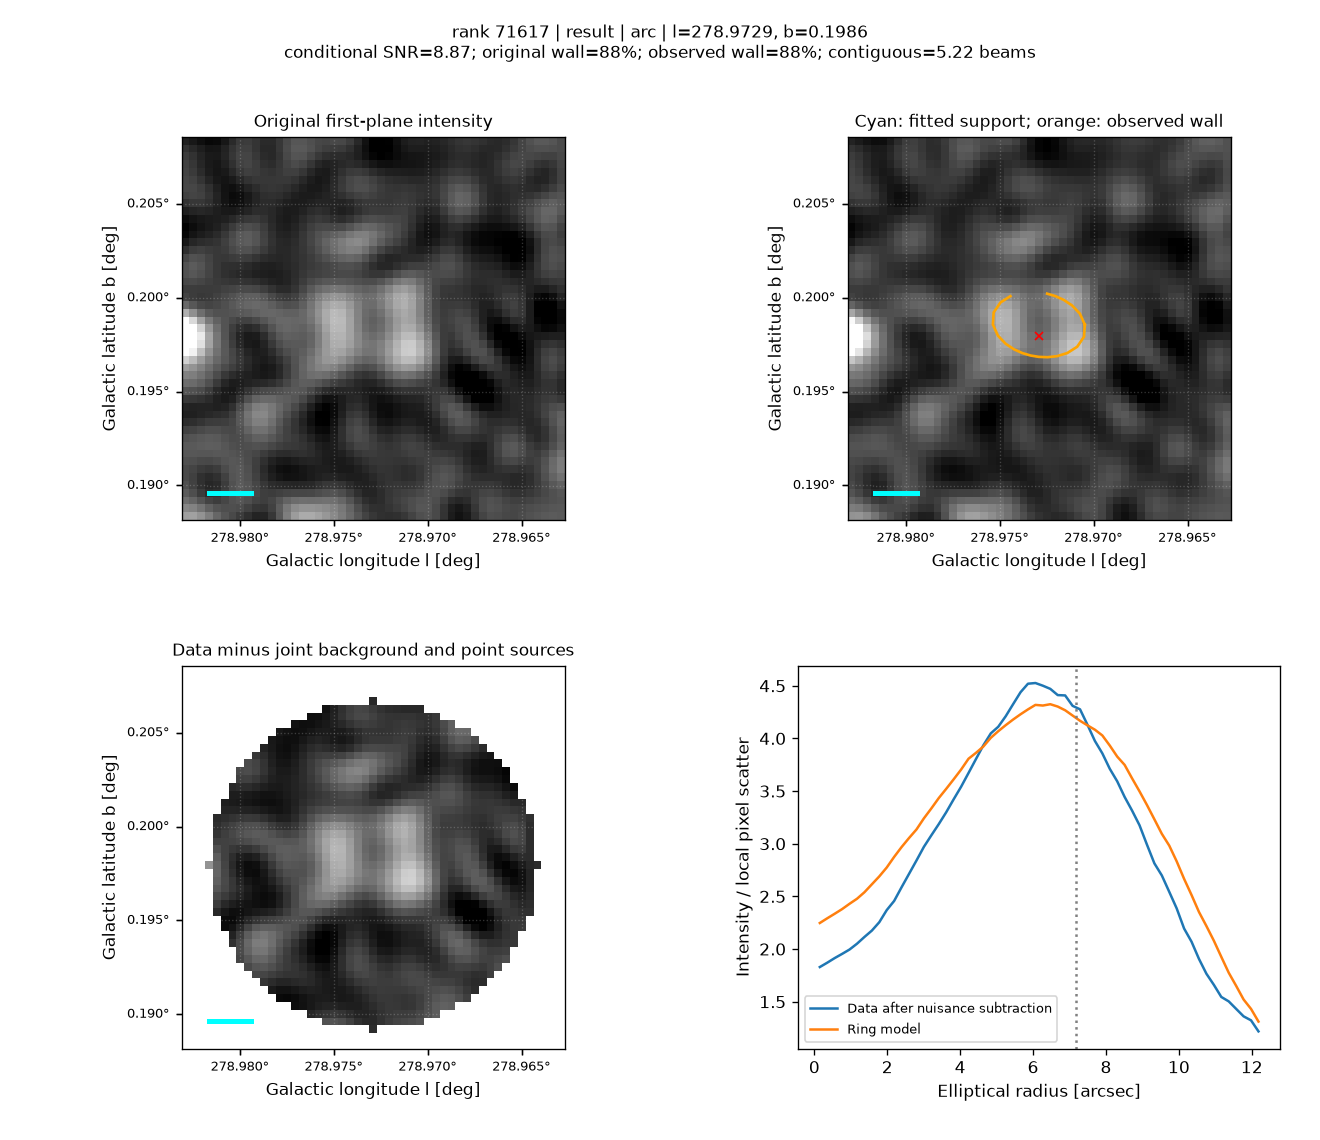 rank 71617 | result | arc | l=278.9729, b=0.1986
conditional SNR=8.87; original wall=88%; observed wall=88%; contiguous=5.22 beams
Original first-plane intensity
0.205°
0.200°
0.195°
0.190°
Galactic latitude b [deg]
278.980° 278.975° 278.970° 278.965°
Galactic longitude l [deg]
Cyan: fitted support; orange: observed wall
0.205°
0.200°
0.195°
0.190°
Galactic latitude b [deg]
278.980° 278.975° 278.970° 278.965°
Galactic longitude l [deg]
Data minus joint background and point sources
0.205°
0.200°
0.195°
0.190°
Galactic latitude b [deg]
278.980° 278.975° 278.970° 278.965°
Galactic longitude l [deg]
4.5
4.0
3.5
3.0
2.5
2.0
1.5
Intensity / local pixel scatter
Data after nuisance subtraction
Ring model
0 2 4 6 8 10 12
Elliptical radius [arcsec]